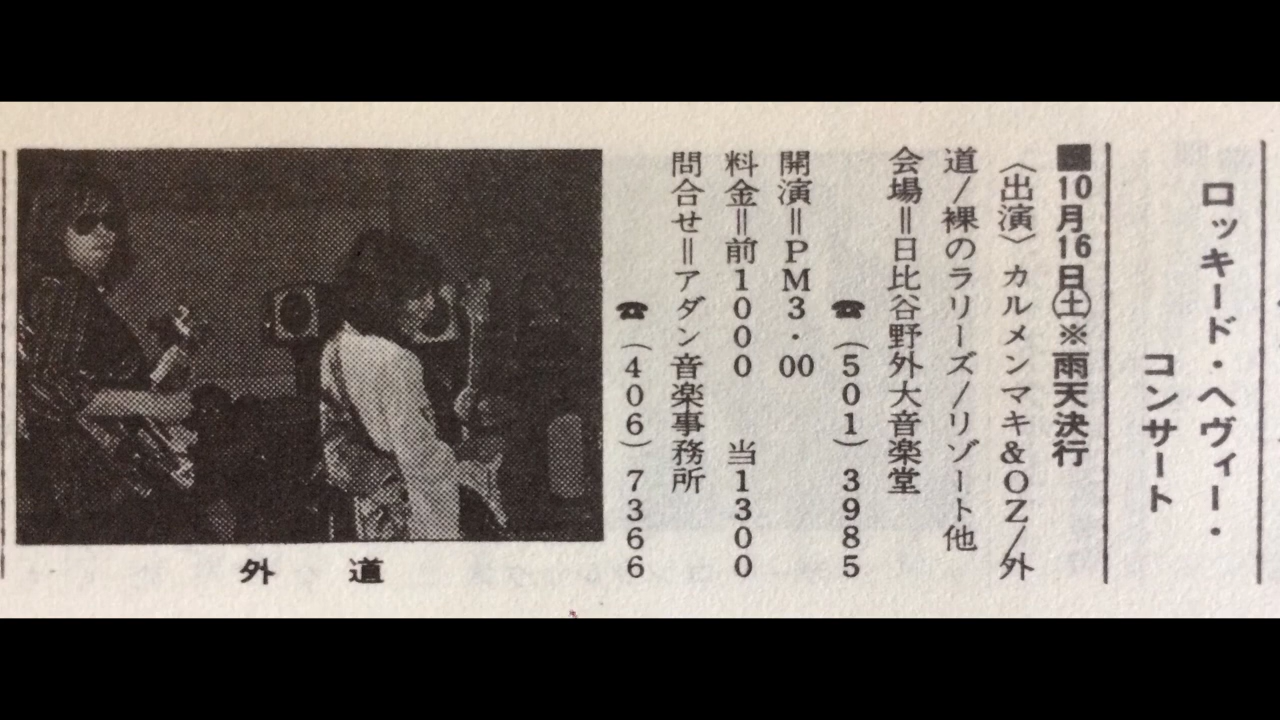 ロッキード・ヘヴィー・
コンサート
■10月16日㊏※雨天決行
〈出演〉カルメンマキ&OZ/外
道/裸のラリーズ/リゾート他
会場＝日比谷野外大音楽堂
☎(501)3985
開演＝PM3・00
料金＝前1000　当1300
問合せ＝アダン音楽事務所
☎(406)7366
外　道